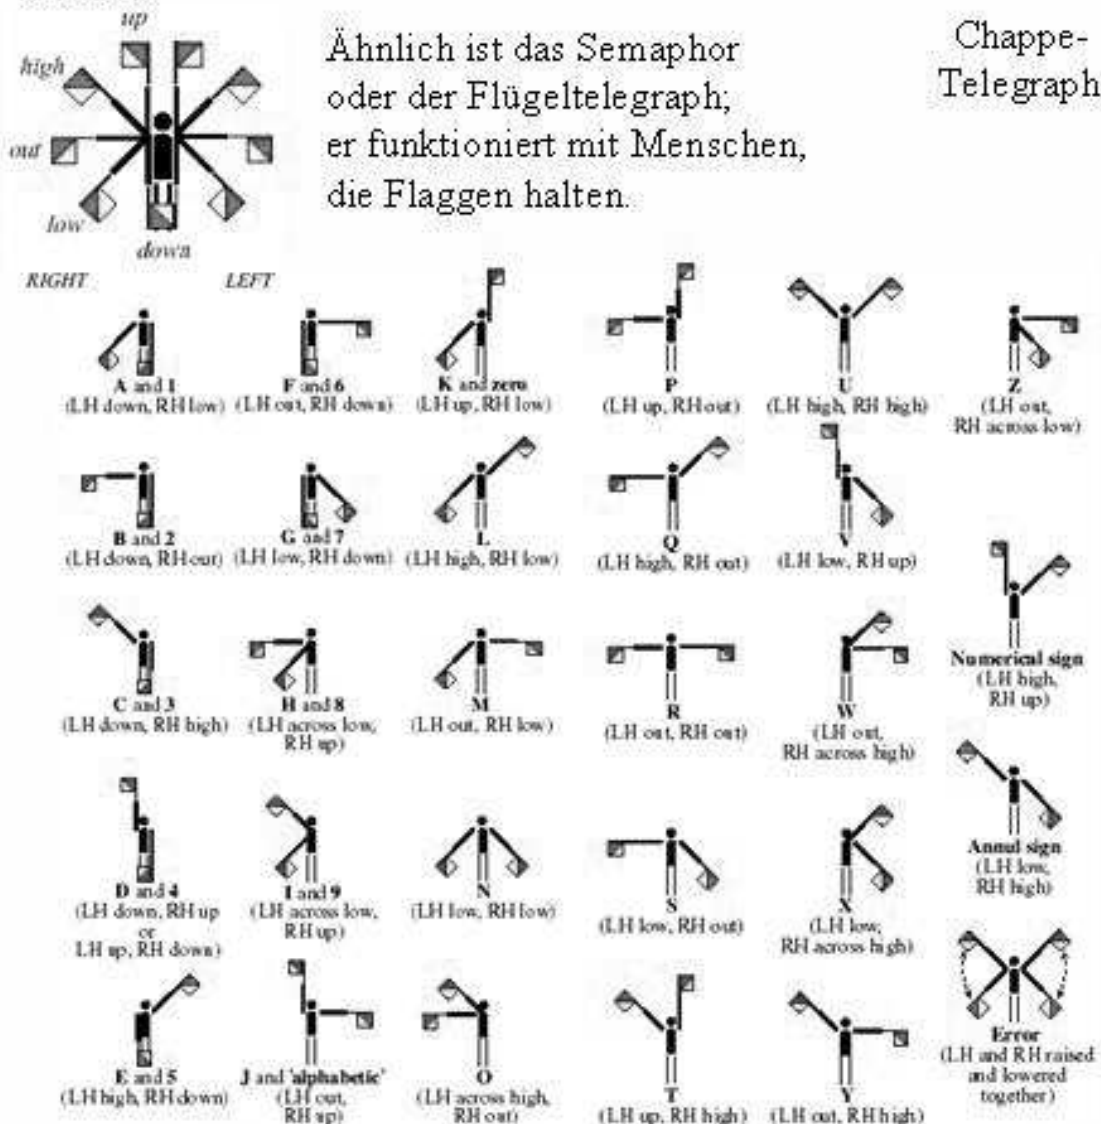 up
high
out
low
down
RIGHT
LEFT
Ähnlich ist das Semaphor
oder der Flügeltelegraph;
er funktioniert mit Menschen,
die Flaggen halten.
Chappe-
Telegraph
A and 1
(LH down, RH low)
F and 6
(LH out, RH down)
K and zero
(LH up, RH low)
P
(LH up, RH out)
U
(LH high, RH high)
Z
(LH out,
RH across low)
B and 2
(LH down, RH out)
G and 7
(LH low, RH down)
L
(LH high, RH low)
Q
(LH high, RH out)
V
(LH low, RH up)
Numerical sign
(LH high,
RH up)
C and 3
(LH down, RH high)
H and 8
(LH across low,
RH up)
M
(LH out, RH low)
R
(LH out, RH out)
W
(LH out,
RH across high)
Annul sign
(LH low,
RH high)
D and 4
(LH down, RH up
or
LH up, RH down)
I and 9
(LH across low,
RH up)
N
(LH low, RH low)
S
(LH low, RH out)
X
(LH low,
RH across high)
Error
(LH and RH raised
and lowered
together)
E and 5
(LH high, RH down)
J and 'alphabetic'
(LH out,
RH up)
O
(LH across high,
RH out)
T
(LH up, RH high)
Y
(LH out, RH high)